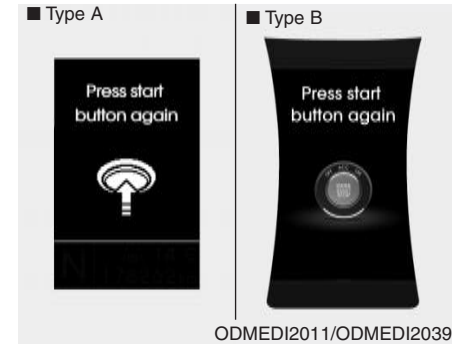 ■ Type A
Press start
button again
■ Type B
Press start
button again
ODMEDI2011/ODMEDI2039